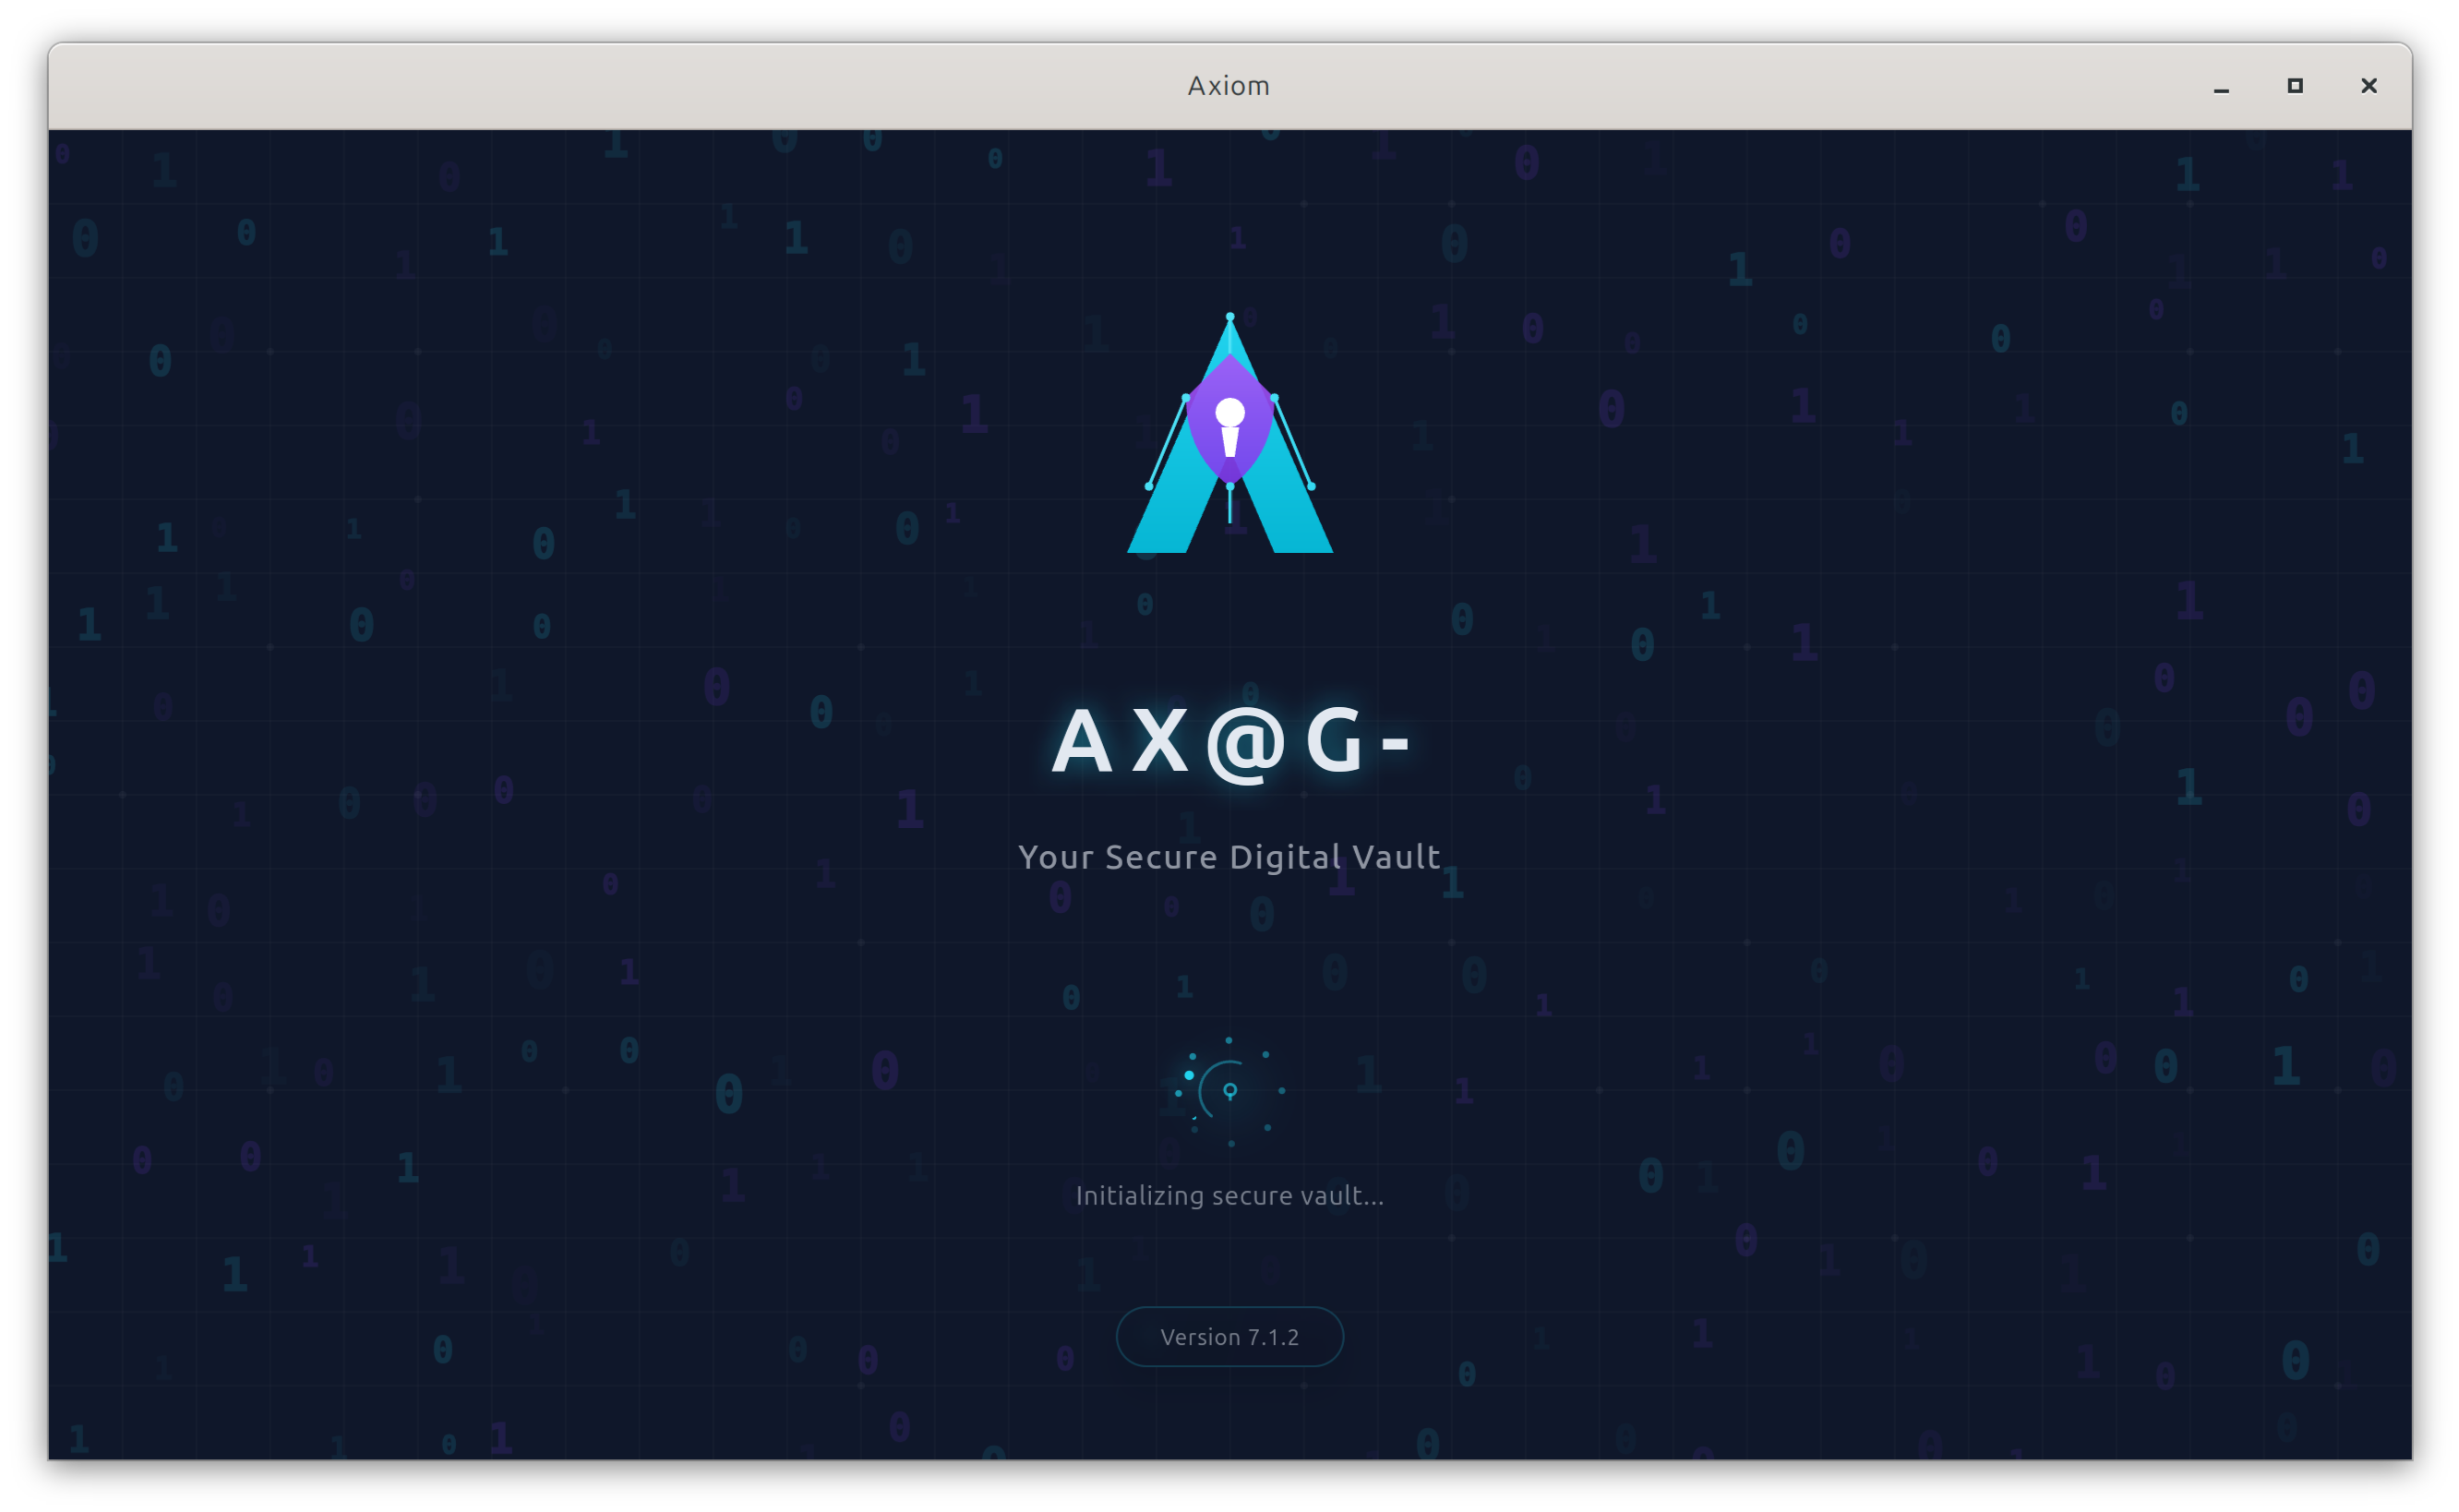 Axiom
AX@G-
Your Secure Digital Vault
Initializing secure vault...
Version 7.1.2